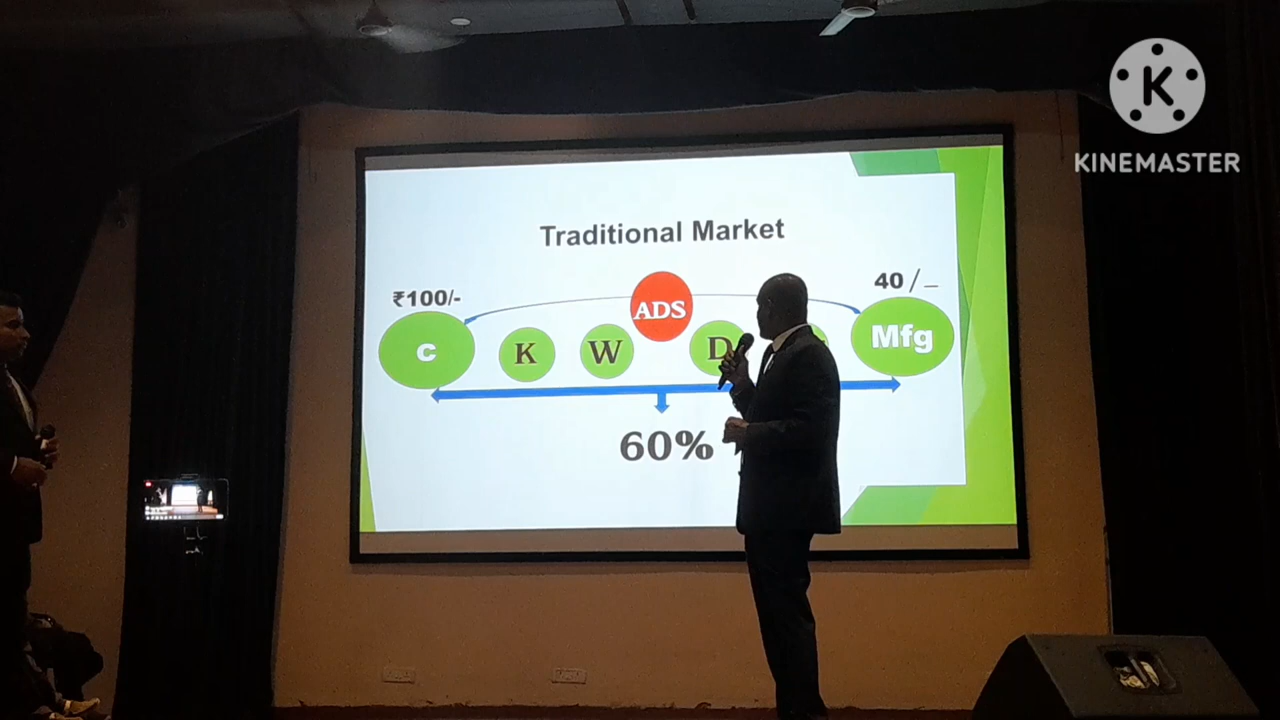 K
KINEMASTER
Traditional Market
₹100/-
40/-
ADS
C
K
W
D
Mfg
60%